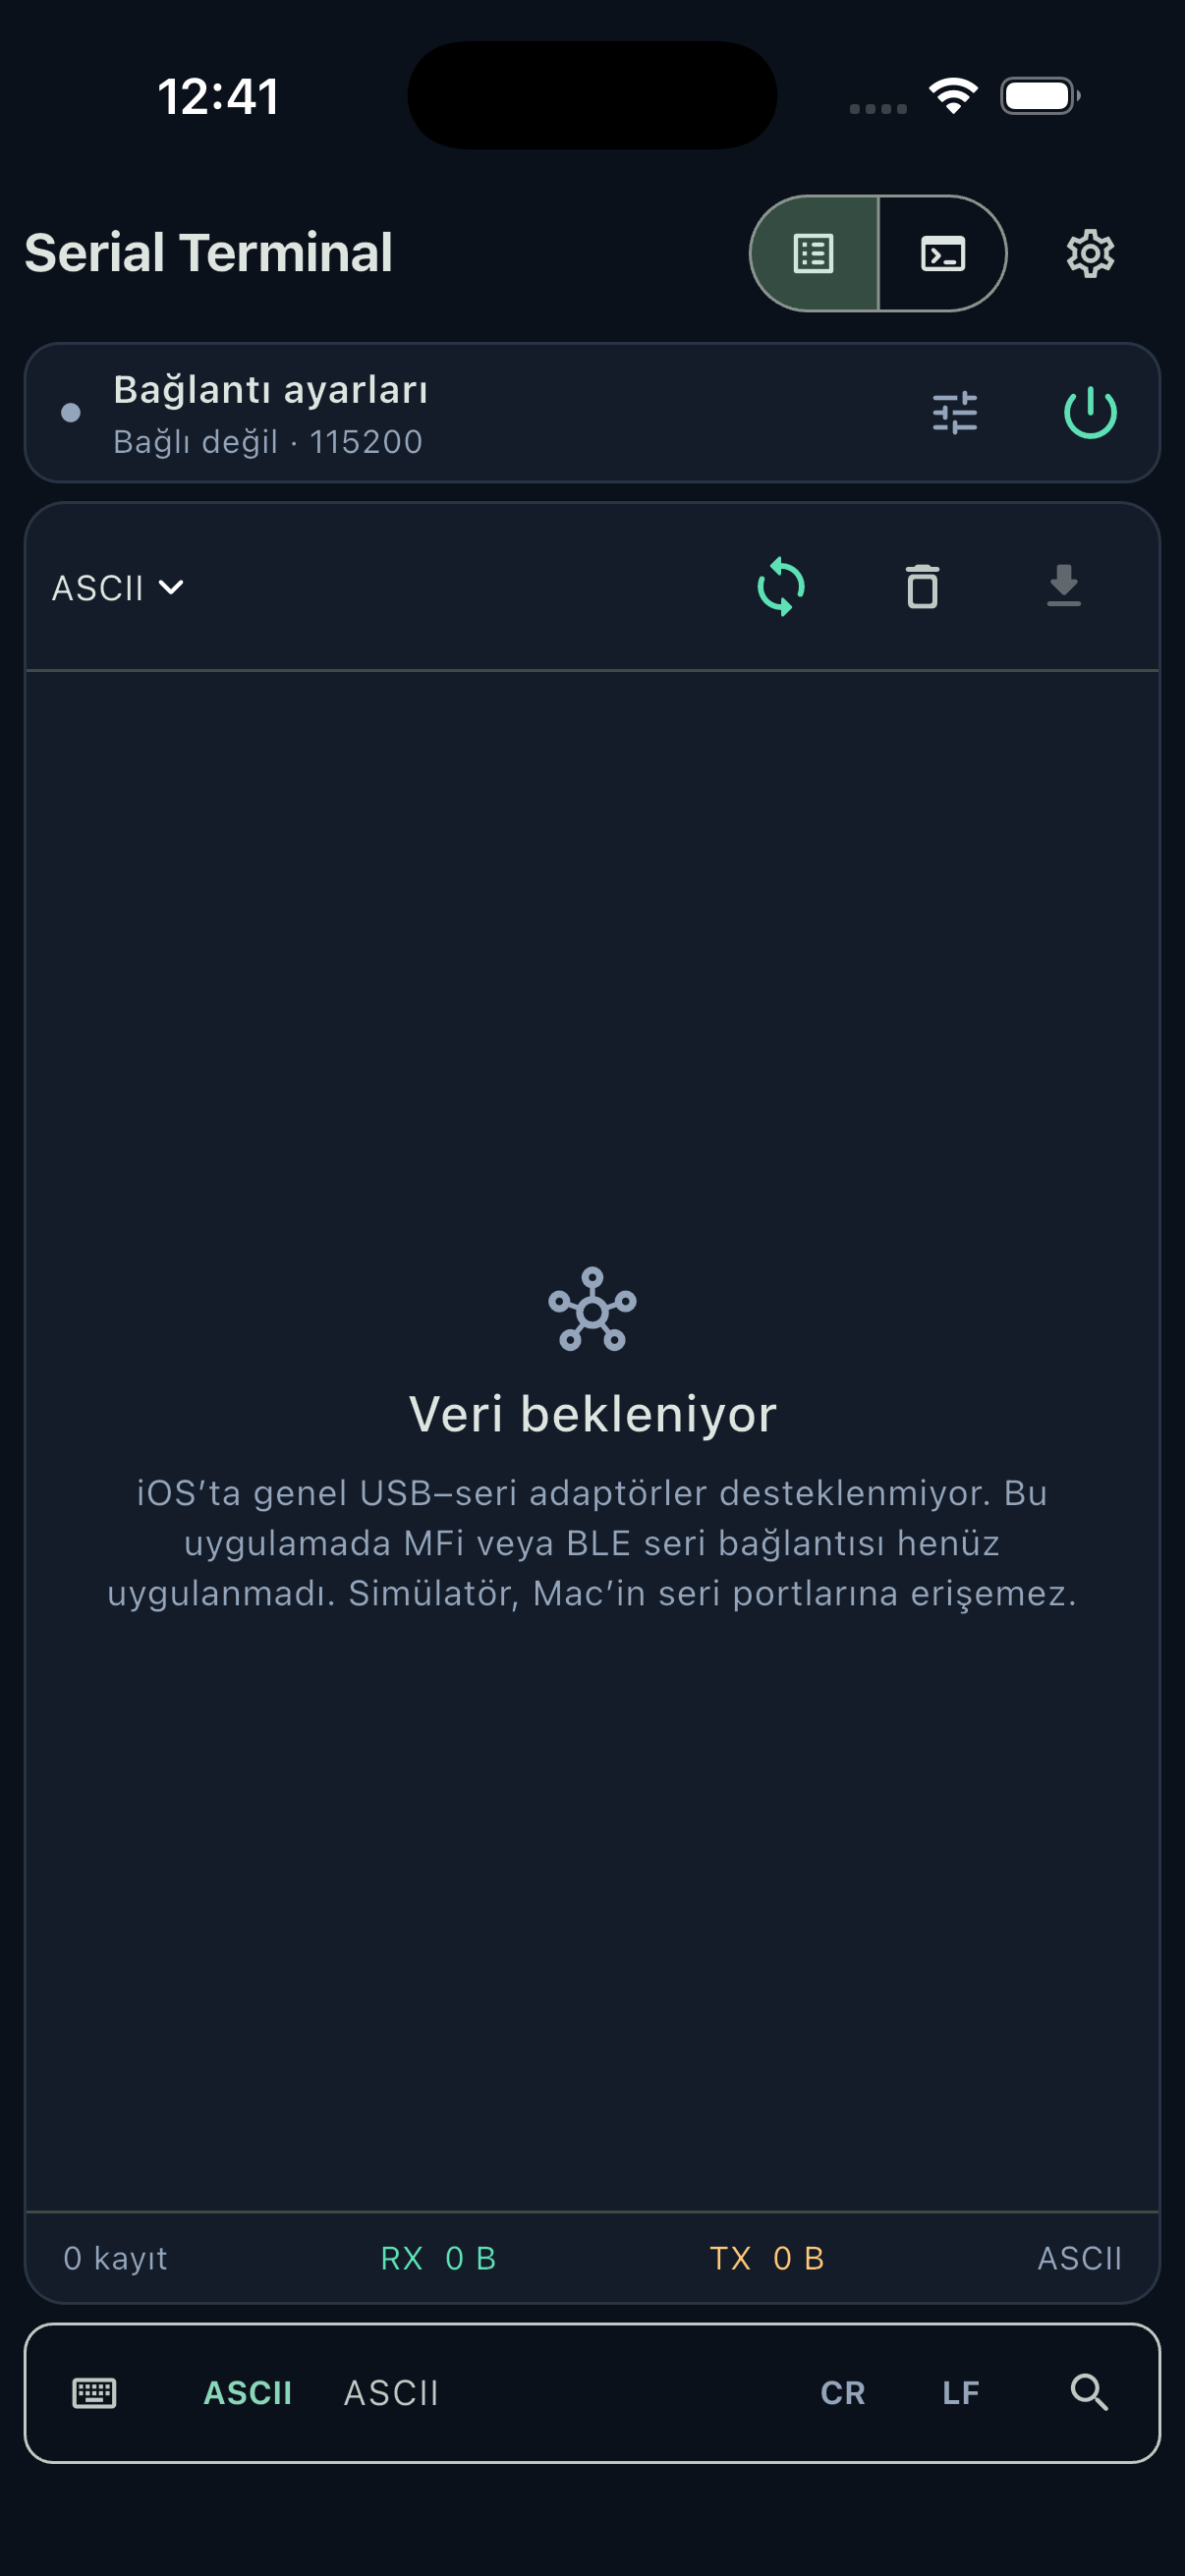 12:41
Serial Terminal
Bağlantı ayarları
Bağlı değil · 115200
ASCII
Veri bekleniyor
iOS’ta genel USB–seri adaptörler desteklenmiyor. Bu
uygulamada MFi veya BLE seri bağlantısı henüz
uygulanmadı. Simülatör, Mac’in seri portlarına erişemez.
0 kayıt RX 0 B TX 0 B ASCII
ASCII ASCII CR LF